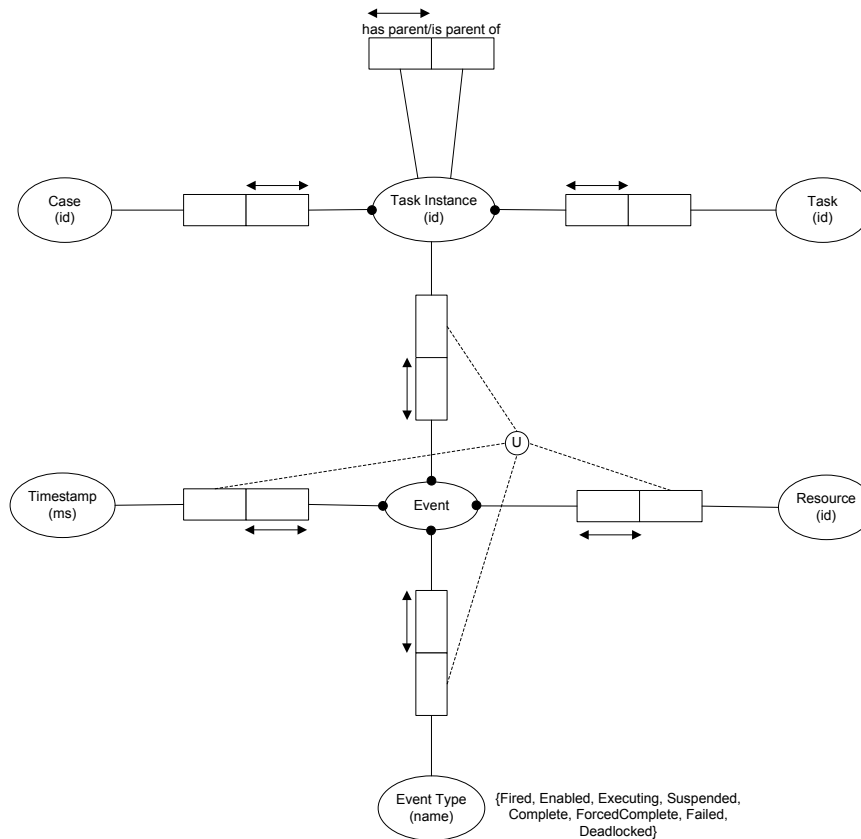 has parent/is parent of
Case
(id)
Task Instance
(id)
Task
(id)
U
Timestamp
(ms)
Event
Resource
(id)
Event Type
(name)
{Fired, Enabled, Executing, Suspended,
Complete, ForcedComplete, Failed,
Deadlocked}